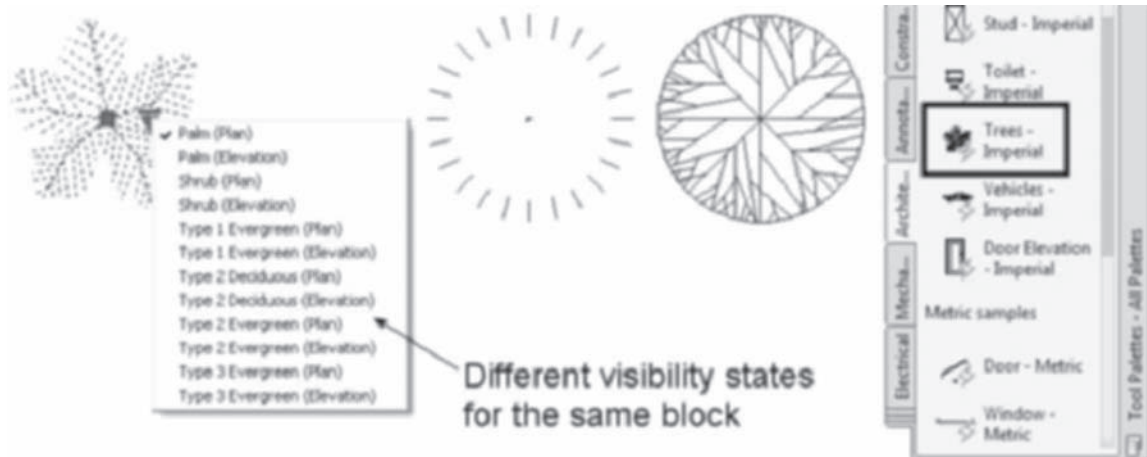 Palm (Plan)
Palm (Elevation)
Shrub (Plan)
Shrub (Elevation)
Type 1 Evergreen (Plan)
Type 1 Evergreen (Elevation)
Type 2 Deciduous (Plan)
Type 2 Deciduous (Elevation)
Type 2 Evergreen (Plan)
Type 2 Evergreen (Elevation)
Type 3 Evergreen (Plan)
Type 3 Evergreen (Elevation)
Different visibility states
for the same block
Constra...
Annota...
Archite...
Mecha...
Electrical
Stud - Imperial
Toilet -
Imperial
Trees -
Imperial
Vehicles -
Imperial
Door Elevation
- Imperial
Metric samples
Door - Metric
Window -
Metric
Tool Palettes - All Palettes